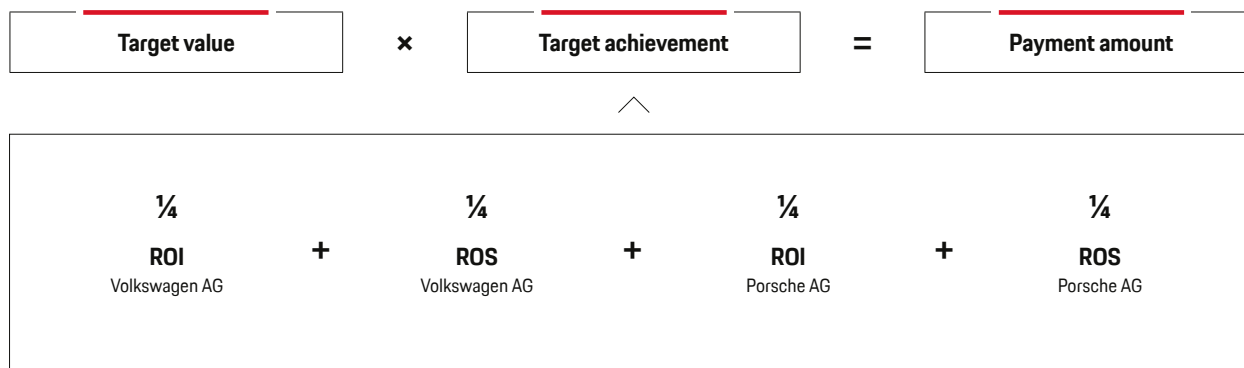 Target value × Target achievement = Payment amount
¼ ¼ ¼ ¼
ROI + ROS + ROI + ROS
Volkswagen AG Volkswagen AG Porsche AG Porsche AG